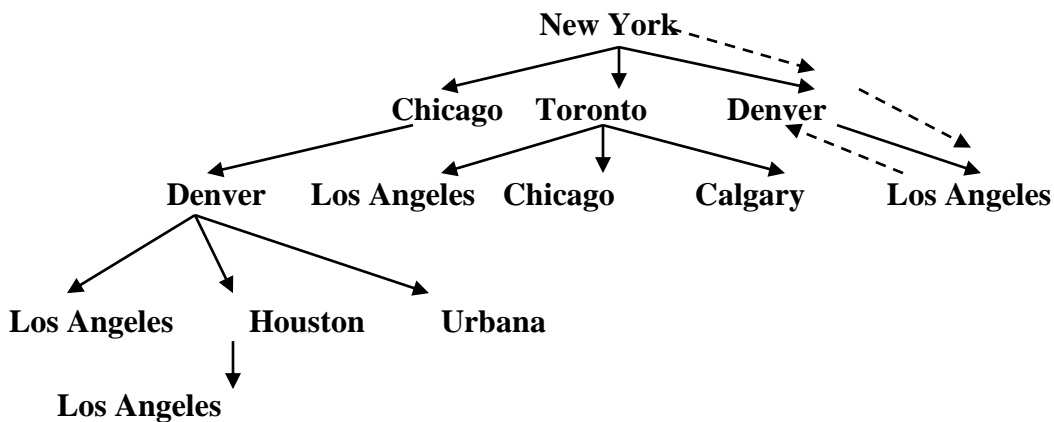 New York
Chicago Toronto Denver
Denver Los Angeles Chicago Calgary Los Angeles
Los Angeles Houston Urbana
Los Angeles